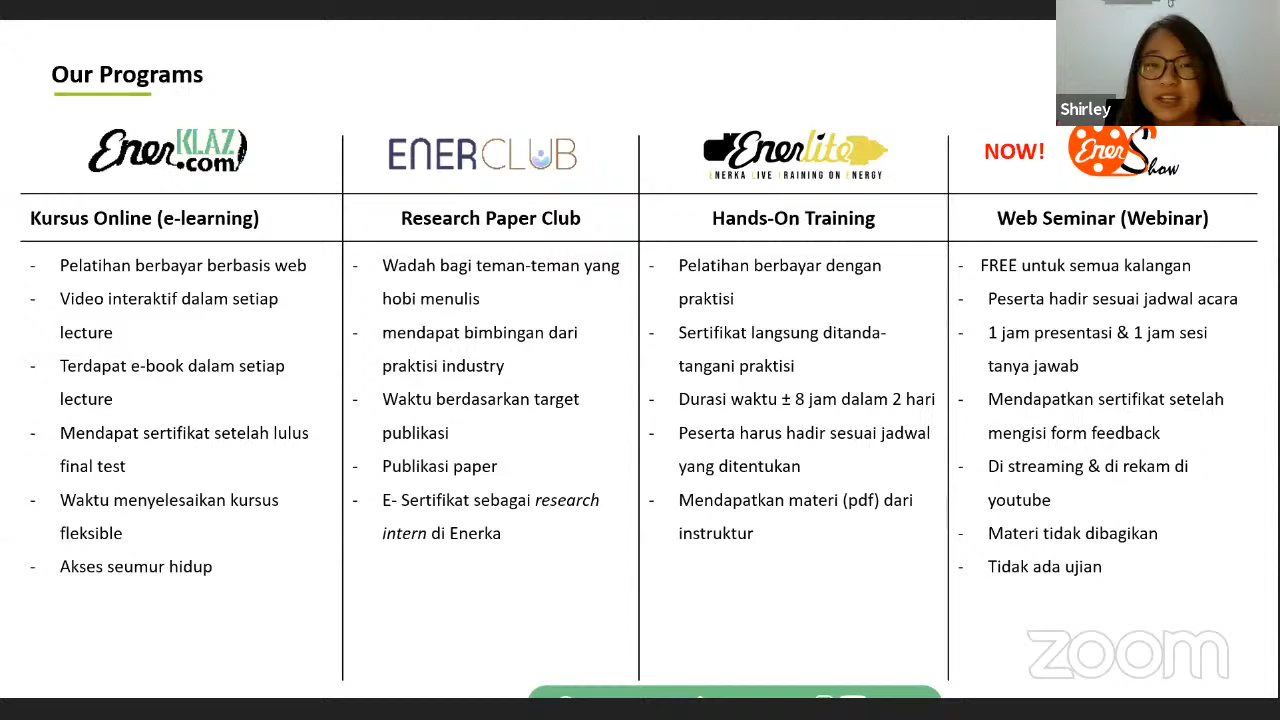 Our Programs
Shirley
EnerKLAZ
.com
ENERCLUB
Enerlite
ENERKA LIVE TRAINING ON ENERGY
NOW!
Ener Show
Kursus Online (e-learning)
Research Paper Club
Hands-On Training
Web Seminar (Webinar)
- Pelatihan berbayar berbasis web
- Video interaktif dalam setiap
lecture
- Terdapat e-book dalam setiap
lecture
- Mendapat sertifikat setelah lulus
final test
- Waktu menyelesaikan kursus
fleksible
- Akses seumur hidup
- Wadah bagi teman-teman yang
hobi menulis
- mendapat bimbingan dari
praktisi industry
- Waktu berdasarkan target
publikasi
- Publikasi paper
- E- Sertifikat sebagai research
intern di Enerka
- Pelatihan berbayar dengan
praktisi
- Sertifikat langsung ditanda-
tangani praktisi
- Durasi waktu ± 8 jam dalam 2 hari
- Peserta harus hadir sesuai jadwal
yang ditentukan
- Mendapatkan materi (pdf) dari
instruktur
- FREE untuk semua kalangan
- Peserta hadir sesuai jadwal acara
- 1 jam presentasi & 1 jam sesi
tanya jawab
- Mendapatkan sertifikat setelah
mengisi form feedback
- Di streaming & di rekam di
youtube
- Materi tidak dibagikan
- Tidak ada ujian
zoom